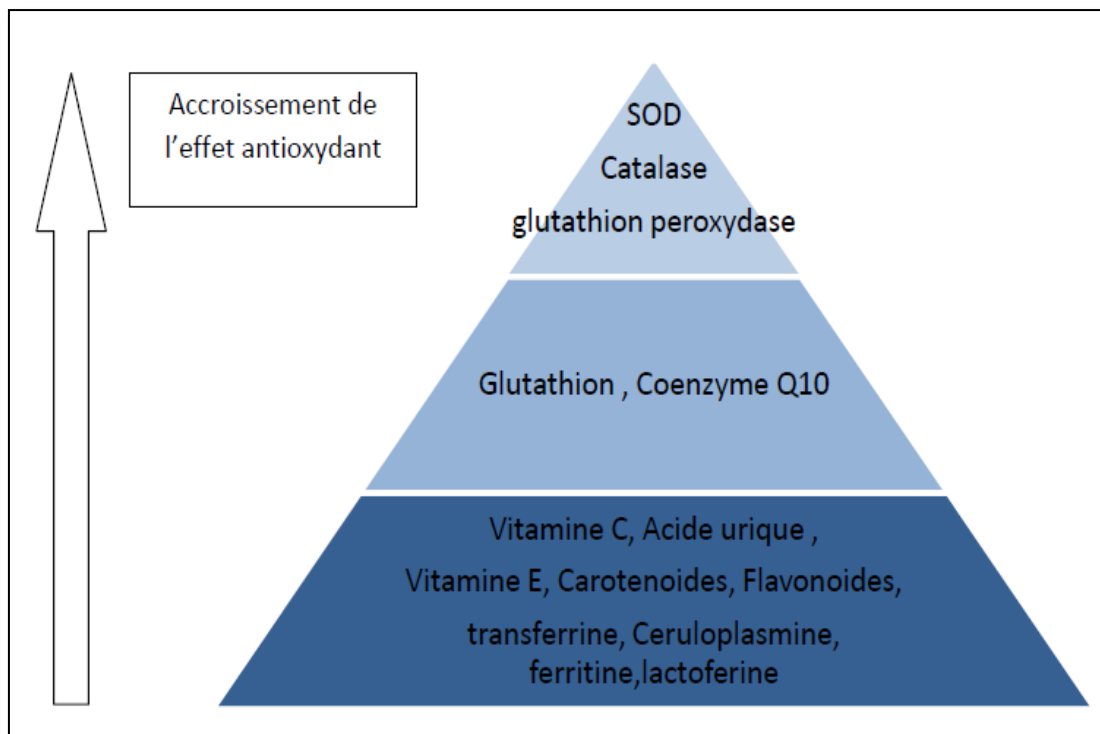 Accroissement de
l’effet antioxydant
SOD
Catalase
glutathion peroxydase
Glutathion , Coenzyme Q10
Vitamine C, Acide urique ,
Vitamine E, Carotenoides, Flavonoides,
transferrine, Ceruloplasmine,
ferritine,lactoferine